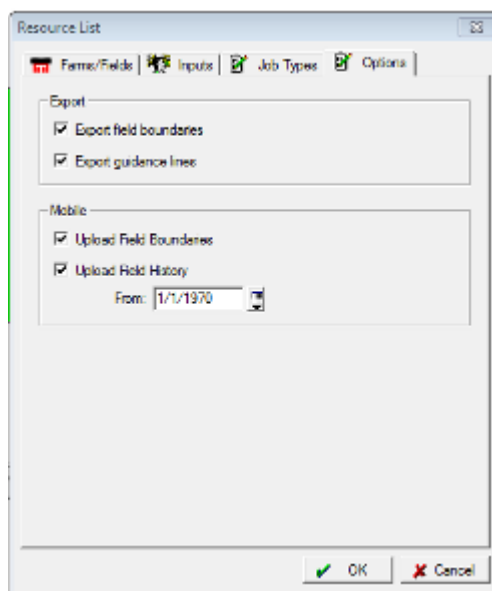 Resource List
Farms/Fields Inputs Job Types Options
Export
Export field boundaries
Export guidance lines
Mobile
Upload Field Boundaries
Upload Field History
From: 1/1/1970
OK Cancel